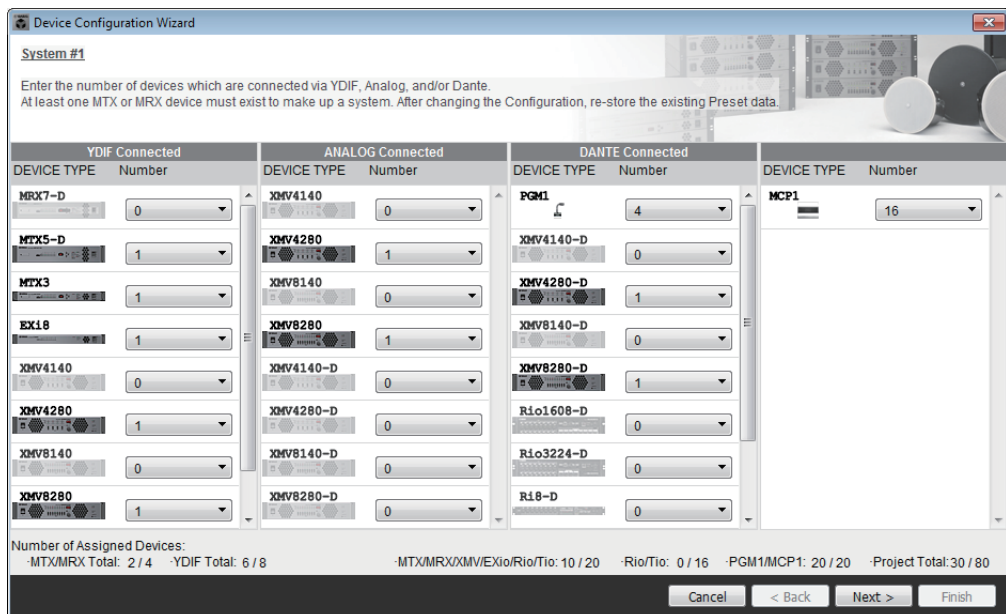 Device Configuration Wizard
System #1
Enter the number of devices which are connected via YDIF, Analog, and/or Dante.
At least one MTX or MRX device must exist to make up a system. After changing the Configuration, re-store the existing Preset data.
YDIF Connected
DEVICE TYPE Number
MRX7-D 0
MTX5-D 1
MTX3 1
EXi8 1
XMV4140 0
XMV4280 1
XMV8140 0
XMV8280 1
ANALOG Connected
DEVICE TYPE Number
XMV4140 0
XMV4280 1
XMV8140 0
XMV8280 1
XMV4140-D 0
XMV4280-D 0
XMV8140-D 0
XMV8280-D 0
DANTE Connected
DEVICE TYPE Number
PGM1 4
XMV4140-D 0
XMV4280-D 1
XMV8140-D 0
XMV8280-D 1
Rio1608-D 0
Rio3224-D 0
Ri8-D 0
DEVICE TYPE Number
MCP1 16
Number of Assigned Devices:
·MTX/MRX Total: 2 / 4 ·YDIF Total: 6 / 8 ·MTX/MRX/XMV/EXio/Rio/Tio: 10 / 20 ·Rio/Tio: 0 / 16 ·PGM1/MCP1: 20 / 20 ·Project Total: 30 / 80
Cancel < Back Next > Finish